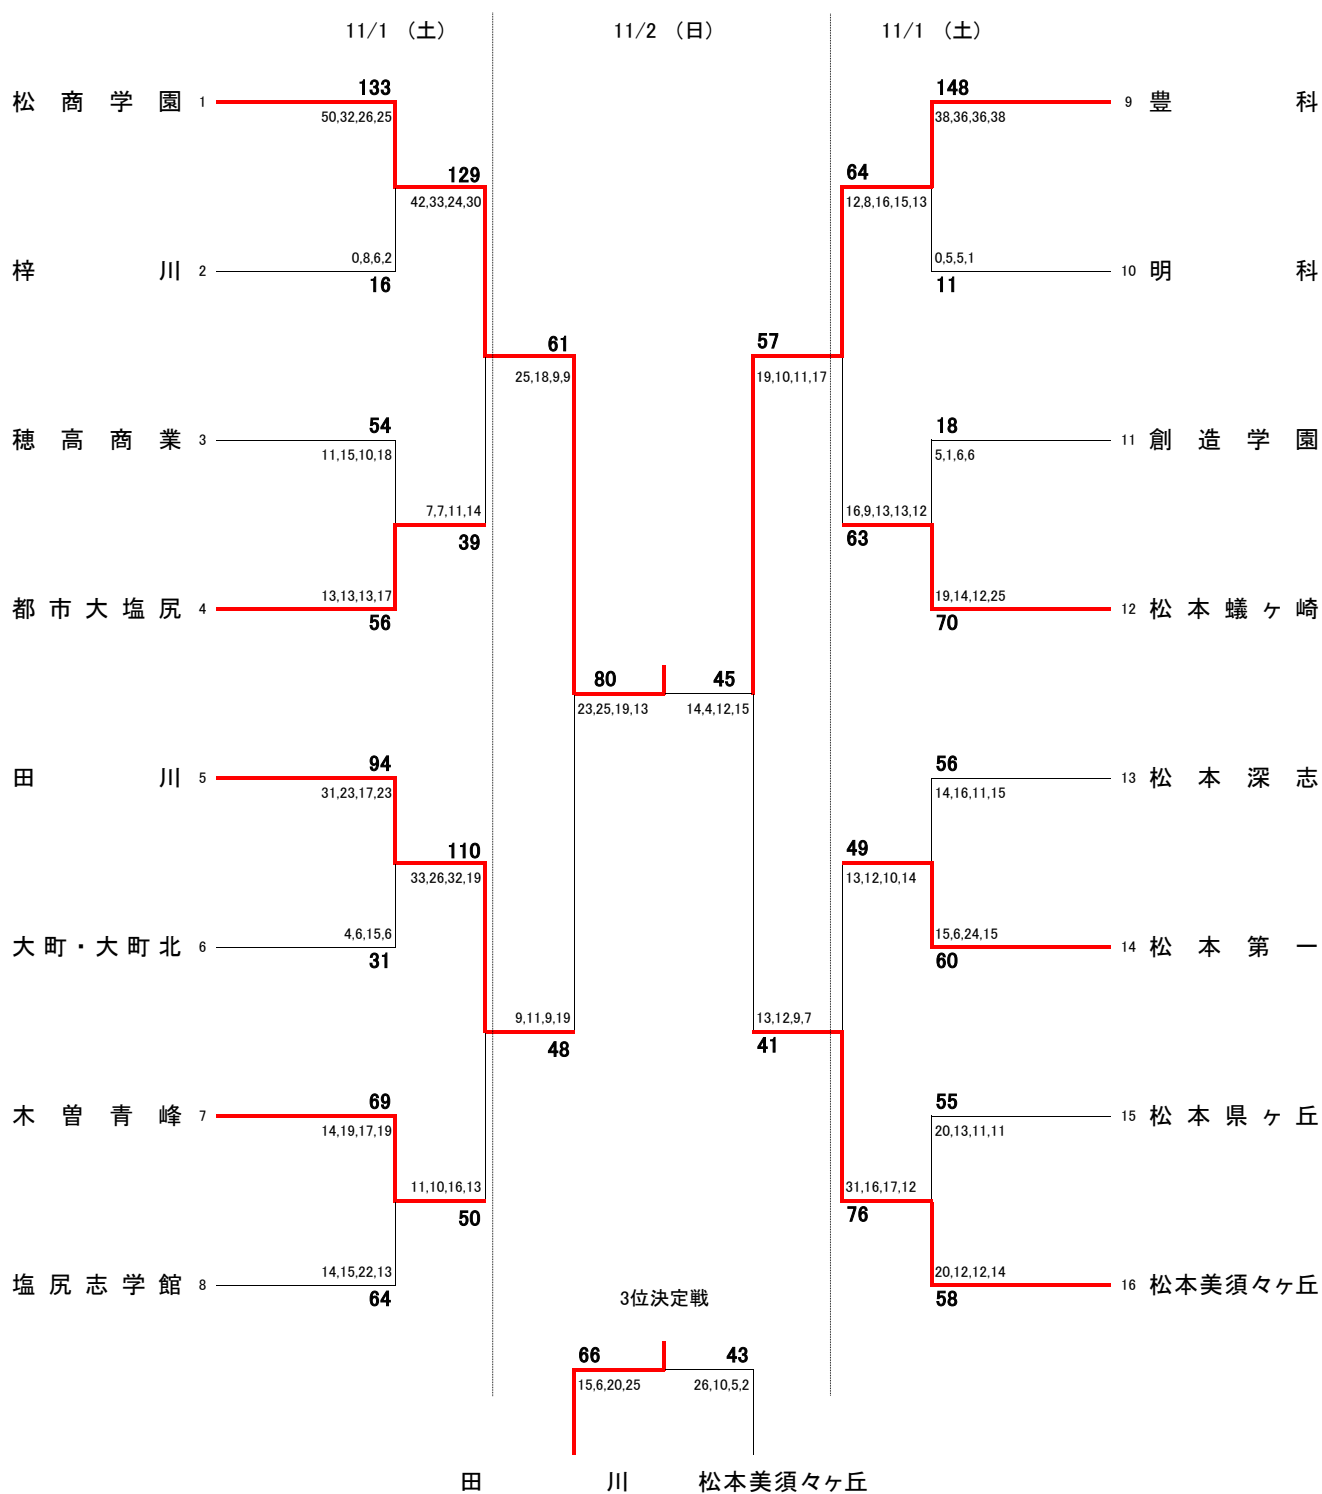 11/1 （土）
11/2 （日）
11/1 （土）
松商学園 1
133
50,32,26,25
129
42,33,24,30
梓川 2
0,8,6,2
16
61
25,18,9,9
穂高商業 3
54
11,15,10,18
7,7,11,14
39
都市大塩尻 4
13,13,13,17
56
80
23,25,19,13
田川 5
94
31,23,17,23
110
33,26,32,19
大町・大町北 6
4,6,15,6
31
9,11,9,19
48
木曽青峰 7
69
14,19,17,19
11,10,16,13
50
塩尻志学館 8
14,15,22,13
64
148
9 豊科
38,36,36,38
64
12,8,16,15,13
0,5,5,1
10 明科
11
57
19,10,11,17
18
11 創造学園
5,1,6,6
16,9,13,13,12
63
19,14,12,25
12 松本蟻ヶ崎
70
45
14,4,12,15
56
13 松本深志
14,16,11,15
49
13,12,10,14
15,6,24,15
14 松本第一
60
13,12,9,7
41
55
15 松本県ヶ丘
20,13,11,11
31,16,17,12
76
20,12,12,14
16 松本美須々ヶ丘
58
3位決定戦
66
43
15,6,20,25
26,10,5,2
田川
松本美須々ヶ丘